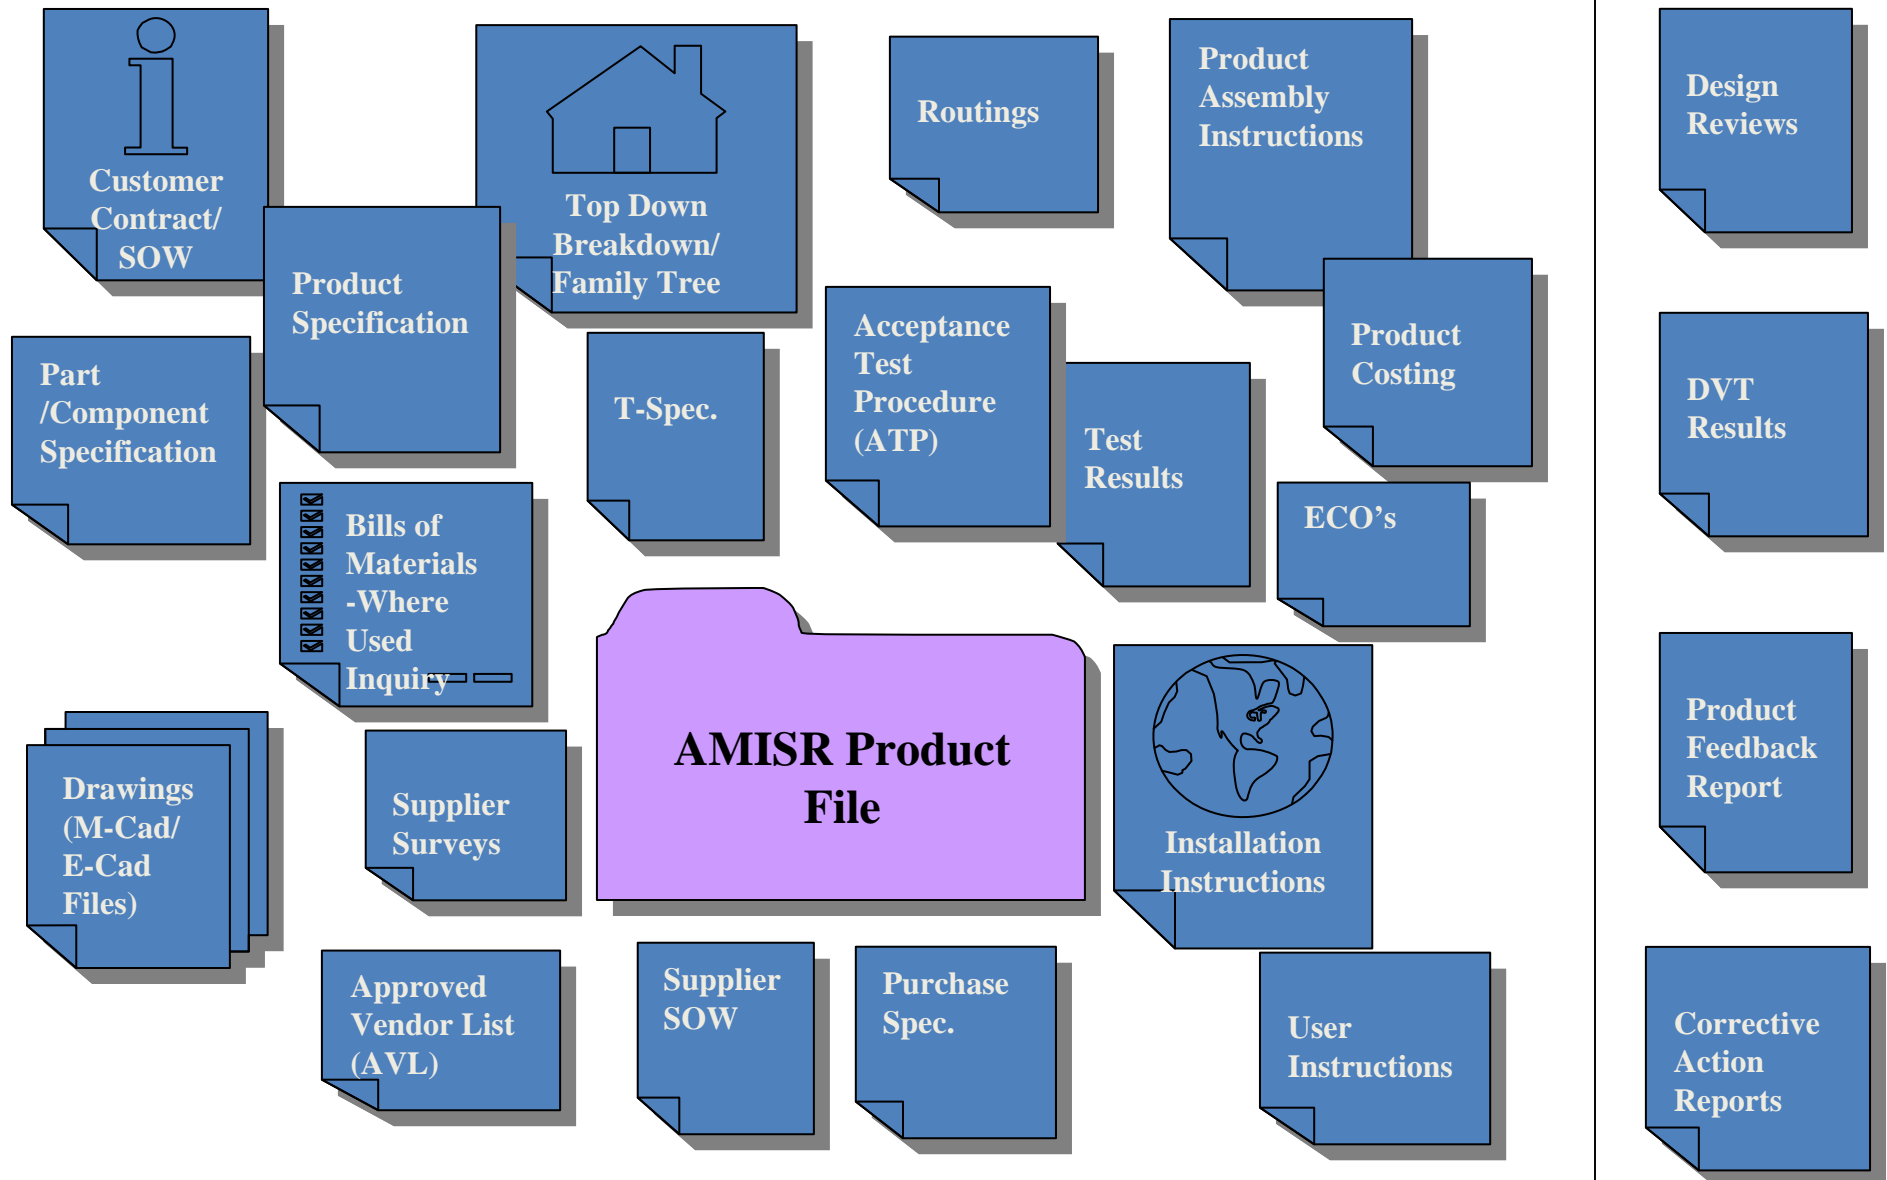 Customer
Contract/
SOW
Top Down
Breakdown/
Family Tree
Routings
Product
Assembly
Instructions
Design
Reviews
Product
Specification
Part
/Component
Specification
T-Spec.
Acceptance
Test
Procedure
(ATP)
Test
Results
Product
Costing
DVT
Results
ECO’s
Bills of
Materials
-Where
Used
Inquiry
AMISR Product
File
Drawings
(M-Cad/
E-Cad
Files)
Supplier
Surveys
Installation
Instructions
Product
Feedback
Report
Approved
Vendor List
(AVL)
Supplier
SOW
Purchase
Spec.
User
Instructions
Corrective
Action
Reports